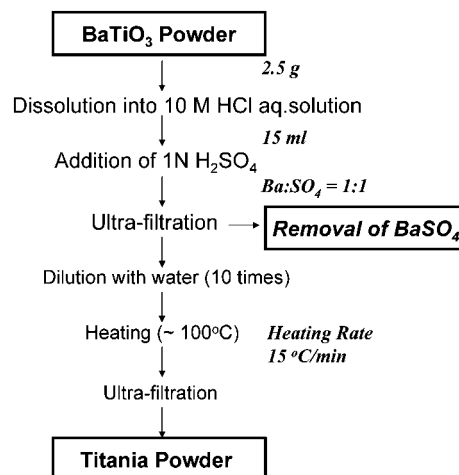 BaTiO₃ Powder
2.5 g
Dissolution into 10 M HCl aq.solution
15 ml
Addition of 1N H₂SO₄
Ba:SO₄ = 1:1
Ultra-filtration
Removal of BaSO₄
Dilution with water (10 times)
Heating (~ 100°C)
Heating Rate
15 °C/min
Ultra-filtration
Titania Powder